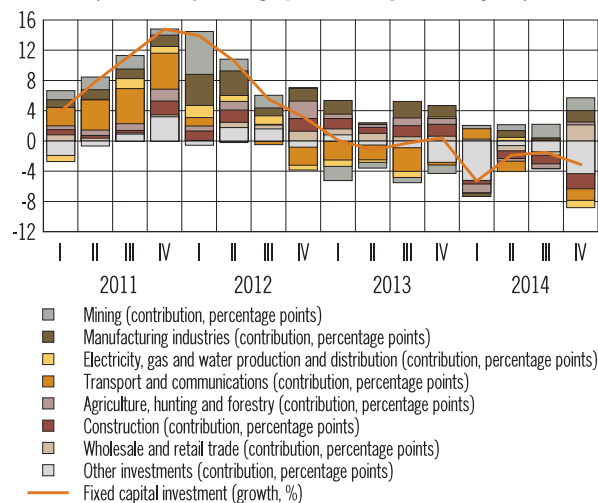 16
12
8
4
0
-4
-8
-12
I II III IV I II III IV I II III IV I II III IV
2011 2012 2013 2014
Mining (contribution, percentage points)
Manufacturing industries (contribution, percentage points)
Electricity, gas and water production and distribution (contribution, percentage points)
Transport and communications (contribution, percentage points)
Agriculture, hunting and forestry (contribution, percentage points)
Construction (contribution, percentage points)
Wholesale and retail trade (contribution, percentage points)
Other investments (contribution, percentage points)
Fixed capital investment (growth, %)